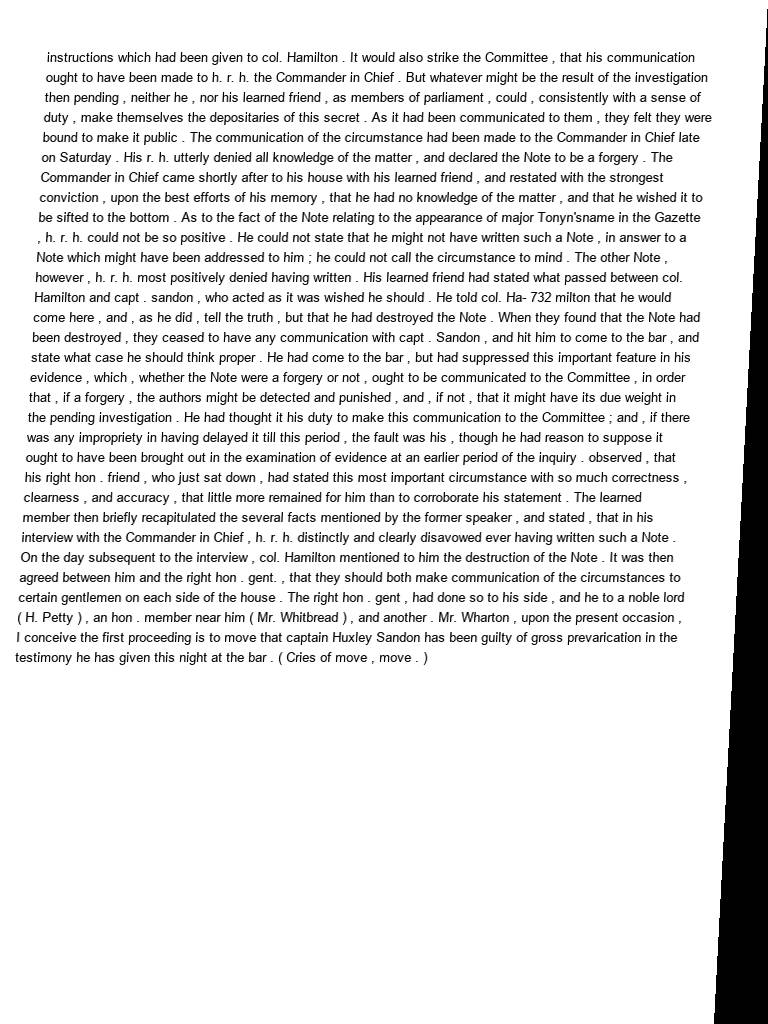 instructions which had been given to col. Hamilton . It would also strike the Committee , that his communication
ought to have been made to h. r. h. the Commander in Chief . But whatever might be the result of the investigation
then pending , neither he , nor his learned friend , as members of parliament , could , consistently with a sense of
duty , make themselves the depositaries of this secret . As it had been communicated to them , they felt they were
bound to make it public . The communication of the circumstance had been made to the Commander in Chief late
on Saturday . His r. h. utterly denied all knowledge of the matter , and declared the Note to be a forgery . The
Commander in Chief came shortly after to his house with his learned friend , and restated with the strongest
conviction , upon the best efforts of his memory , that he had no knowledge of the matter , and that he wished it to
be sifted to the bottom . As to the fact of the Note relating to the appearance of major Tonyn'sname in the Gazette
, h. r. h. could not be so positive . He could not state that he might not have written such a Note , in answer to a
Note which might have been addressed to him ; he could not call the circumstance to mind . The other Note ,
however , h. r. h. most positively denied having written . His learned friend had stated what passed between col.
Hamilton and capt . sandon , who acted as it was wished he should . He told col. Ha- 732 milton that he would
come here , and , as he did , tell the truth , but that he had destroyed the Note . When they found that the Note had
been destroyed , they ceased to have any communication with capt . Sandon , and hit him to come to the bar , and
state what case he should think proper . He had come to the bar , but had suppressed this important feature in his
evidence , which , whether the Note were a forgery or not , ought to be communicated to the Committee , in order
that , if a forgery , the authors might be detected and punished , and , if not , that it might have its due weight in
the pending investigation . He had thought it his duty to make this communication to the Committee ; and , if there
was any impropriety in having delayed it till this period , the fault was his , though he had reason to suppose it
ought to have been brought out in the examination of evidence at an earlier period of the inquiry . observed , that
his right hon . friend , who just sat down , had stated this most important circumstance with so much correctness ,
clearness , and accuracy , that little more remained for him than to corroborate his statement . The learned
member then briefly recapitulated the several facts mentioned by the former speaker , and stated , that in his
interview with the Commander in Chief , h. r. h. distinctly and clearly disavowed ever having written such a Note .
On the day subsequent to the interview , col. Hamilton mentioned to him the destruction of the Note . It was then
agreed between him and the right hon . gent. , that they should both make communication of the circumstances to
certain gentlemen on each side of the house . The right hon . gent , had done so to his side , and he to a noble lord
( H. Petty ) , an hon . member near him ( Mr. Whitbread ) , and another . Mr. Wharton , upon the present occasion ,
I conceive the first proceeding is to move that captain Huxley Sandon has been guilty of gross prevarication in the
testimony he has given this night at the bar . ( Cries of move , move . )